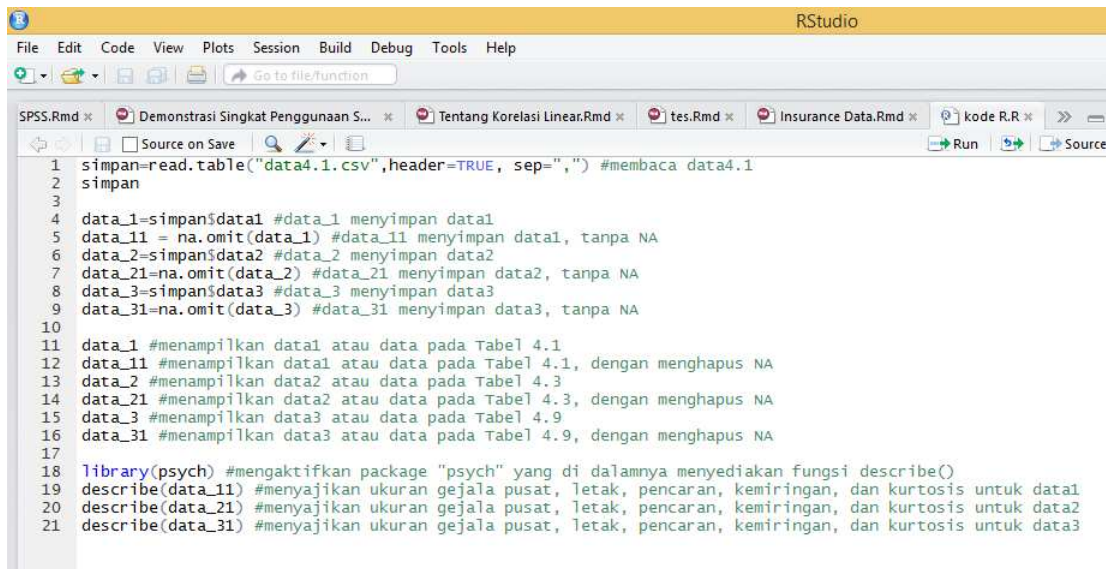 RStudio
File Edit Code View Plots Session Build Debug Tools Help
Go to file/function
SPSS.Rmd × Demonstrasi Singkat Penggunaan S... × Tentang Korelasi Linear.Rmd × tes.Rmd × Insurance Data.Rmd × kode R.R ×
Source on Save Run Source
1 simpan=read.table("data4.1.csv",header=TRUE, sep=",") #membaca data4.1
2 simpan
3
4 data_1=simpan$data1 #data_1 menyimpan data1
5 data_11 = na.omit(data_1) #data_11 menyimpan data1, tanpa NA
6 data_2=simpan$data2 #data_2 menyimpan data2
7 data_21=na.omit(data_2) #data_21 menyimpan data2, tanpa NA
8 data_3=simpan$data3 #data_3 menyimpan data3
9 data_31=na.omit(data_3) #data_31 menyimpan data3, tanpa NA
10
11 data_1 #menampilkan data1 atau data pada Tabel 4.1
12 data_11 #menampilkan data1 atau data pada Tabel 4.1, dengan menghapus NA
13 data_2 #menampilkan data2 atau data pada Tabel 4.3
14 data_21 #menampilkan data2 atau data pada Tabel 4.3, dengan menghapus NA
15 data_3 #menampilkan data3 atau data pada Tabel 4.9
16 data_31 #menampilkan data3 atau data pada Tabel 4.9, dengan menghapus NA
17
18 library(psych) #mengaktifkan package "psych" yang di dalamnya menyediakan fungsi describe()
19 describe(data_11) #menyajikan ukuran gejala pusat, letak, pencaran, kemiringan, dan kurtosis untuk data1
20 describe(data_21) #menyajikan ukuran gejala pusat, letak, pencaran, kemiringan, dan kurtosis untuk data2
21 describe(data_31) #menyajikan ukuran gejala pusat, letak, pencaran, kemiringan, dan kurtosis untuk data3